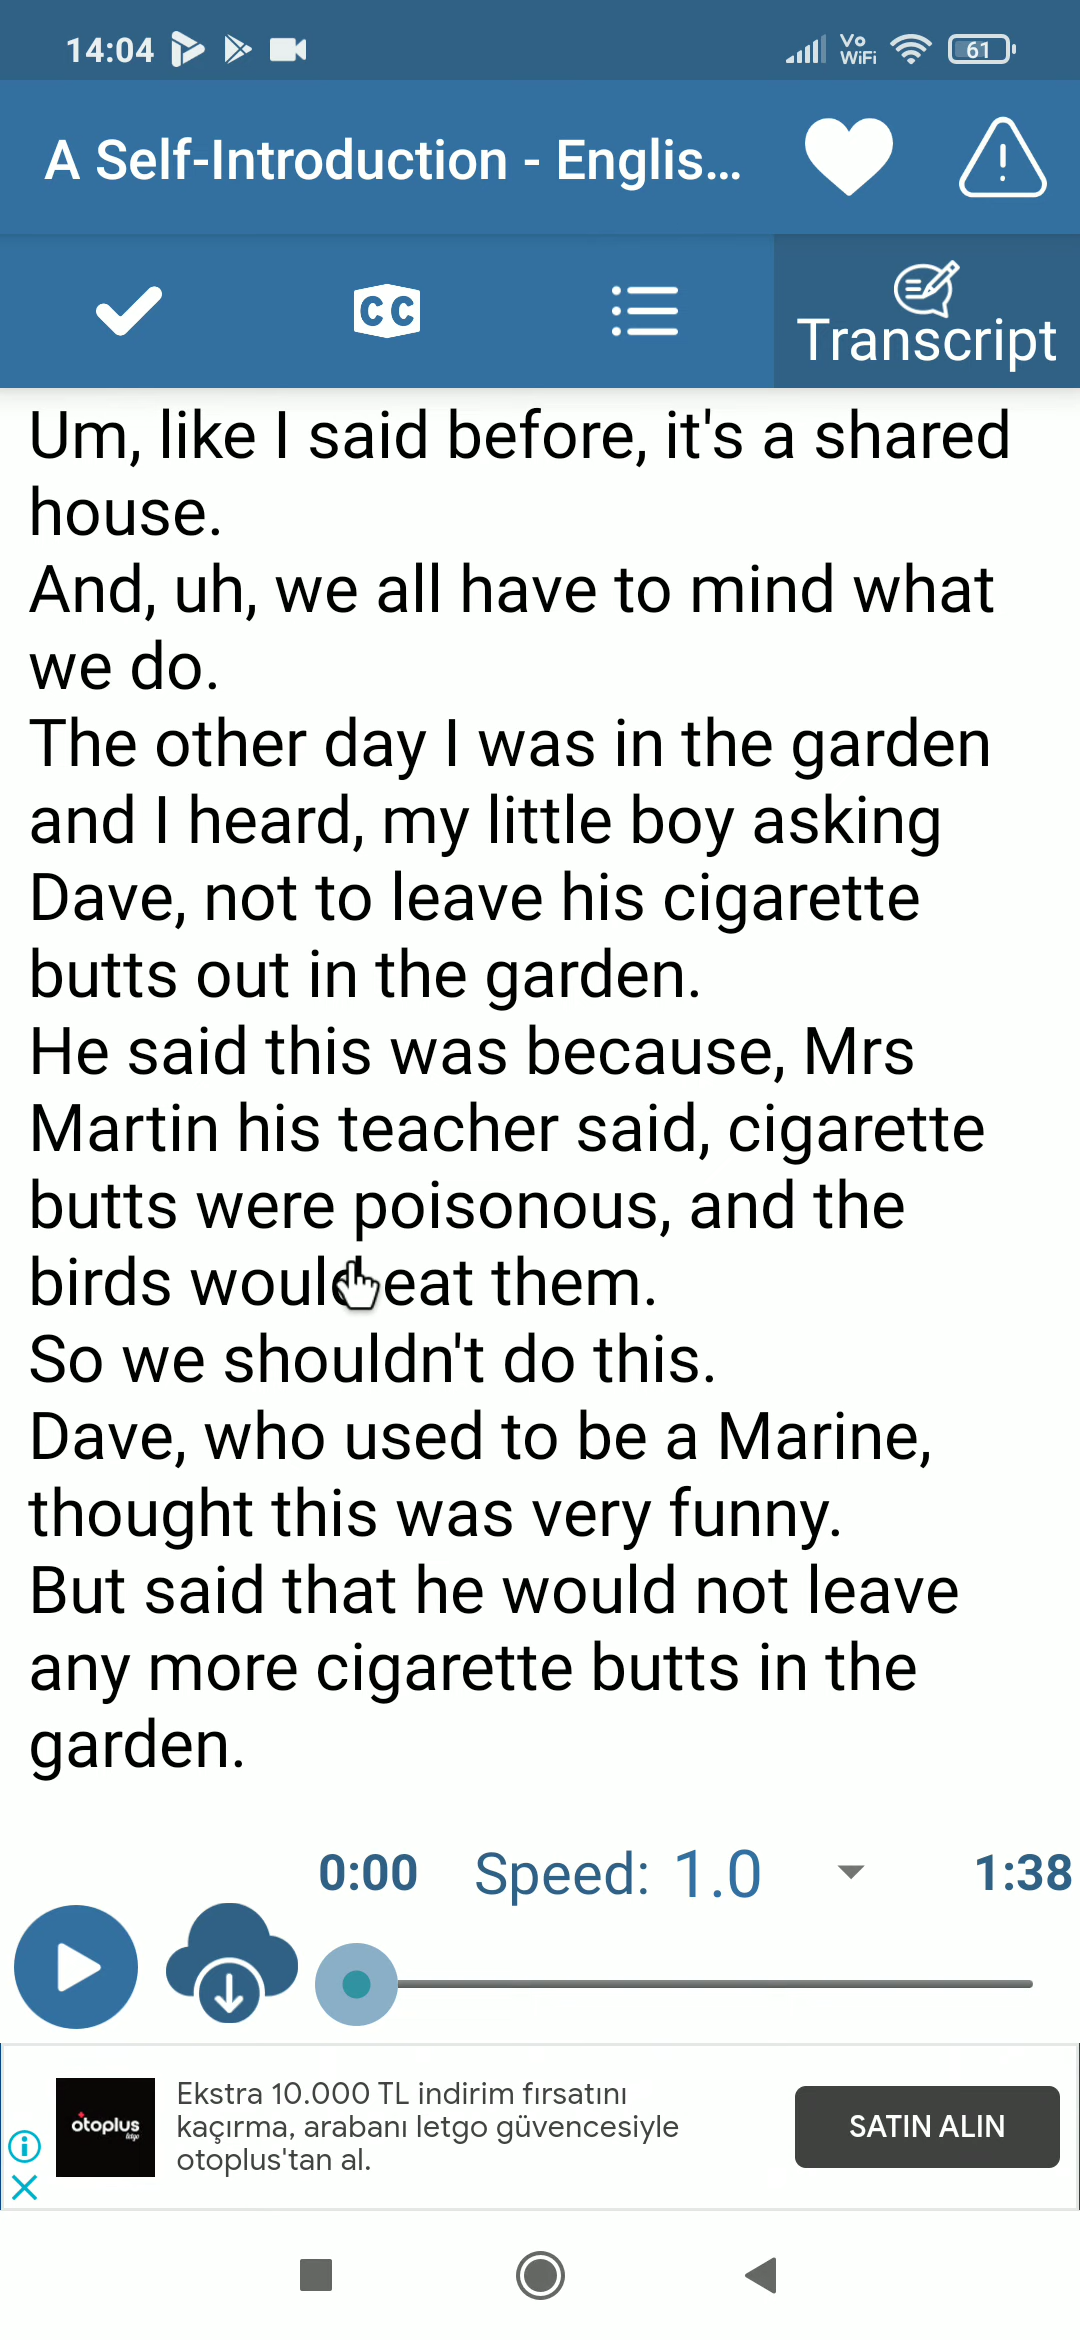 14:04
Vo
WiFi
61
A Self-Introduction - Englis...
CC
Transcript
Um, like I said before, it's a shared
house.
And, uh, we all have to mind what
we do.
The other day I was in the garden
and I heard, my little boy asking
Dave, not to leave his cigarette
butts out in the garden.
He said this was because, Mrs
Martin his teacher said, cigarette
butts were poisonous, and the
birds would eat them.
So we shouldn't do this.
Dave, who used to be a Marine,
thought this was very funny.
But said that he would not leave
any more cigarette butts in the
garden.
0:00 Speed: 1.0 1:38
otoplus
letgo
Ekstra 10.000 TL indirim fırsatını
kaçırma, arabanı letgo güvencesiyle
otoplus'tan al.
SATIN ALIN